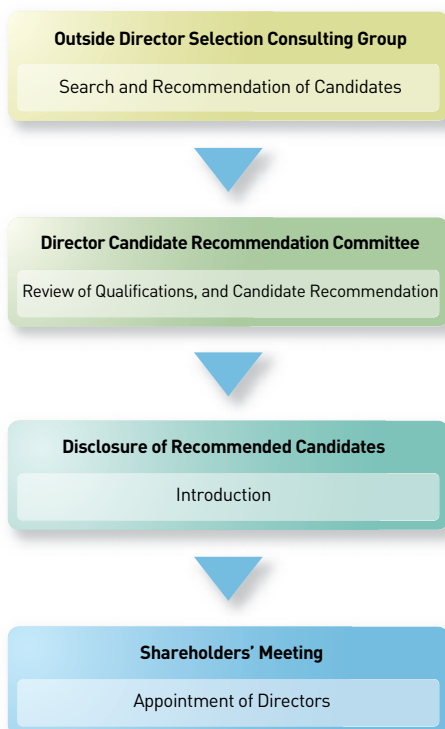 Outside Director Selection Consulting Group
Search and Recommendation of Candidates
Director Candidate Recommendation Committee
Review of Qualifications, and Candidate Recommendation
Disclosure of Recommended Candidates
Introduction
Shareholders’ Meeting
Appointment of Directors